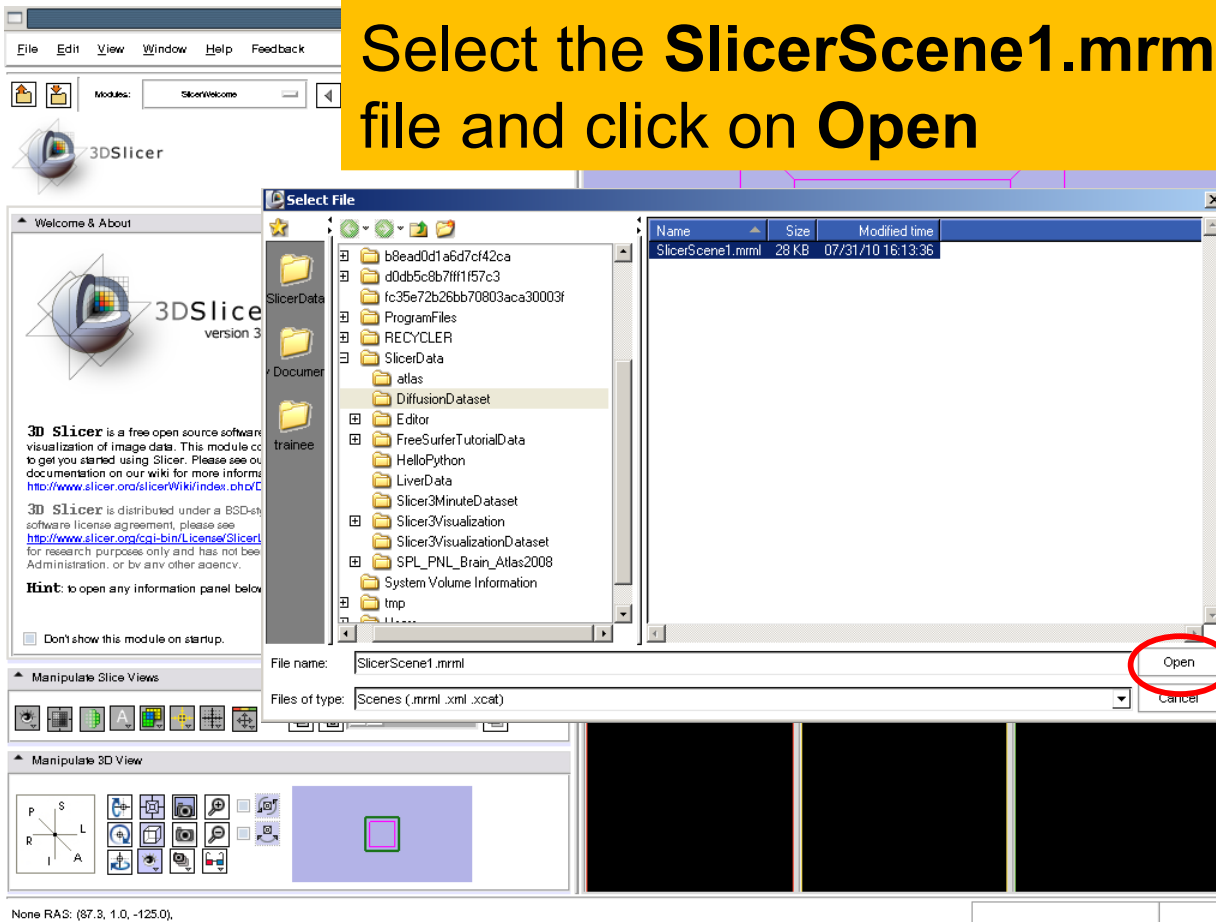 Select the SlicerScene1.mrm
file and click on Open
File Edit View Window Help Feedback
Modules: SlicerWelcome
3DSlicer
Welcome & About
3DSlice
version 3
3D Slicer is a free open source software
visualization of image data. This module co
to get you started using Slicer. Please see ou
documentation on our wiki for more informa
http://www.slicer.org/slicerWiki/index.php/D
3D Slicer is distributed under a BSD-sty
software license agreement, please see
http://www.slicer.org/cgi-bin/License/SlicerL
for research purposes only and has not bee
Administration, or by any other agency.
Hint: to open any information panel below
Don't show this module on startup.
Select File
SlicerData
Documen
trainee
b8ead0d1a6d7cf42ca
d0db5c8b7fff1f57c3
fc35e72b26bb70803aca30003f
ProgramFiles
RECYCLER
SlicerData
atlas
DiffusionDataset
Editor
FreeSurferTutorialData
HelloPython
LiverData
Slicer3MinuteDataset
Slicer3Visualization
Slicer3VisualizationDataset
SPL_PNL_Brain_Atlas2008
System Volume Information
tmp
Name Size Modified time
SlicerScene1.mrml 28 KB 07/31/10 16:13:36
File name: SlicerScene1.mrml Open
Files of type: Scenes (.mrml .xml .xcat) Cancel
Manipulate Slice Views
Manipulate 3D View
P S
R L
I A
None RAS: (87.3, 1.0, -125.0),